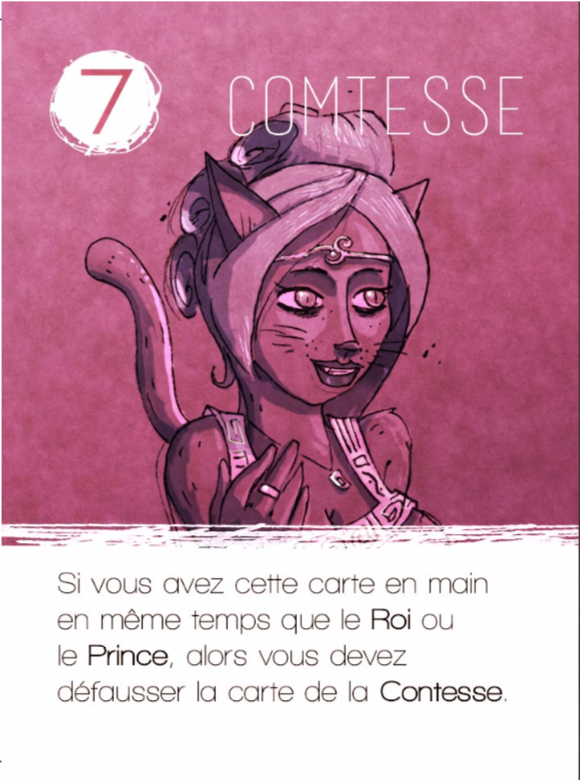 7 COMTESSE
Si vous avez cette carte en main
en même temps que le Roi ou
le Prince, alors vous devez
défausser la carte de la Contesse.